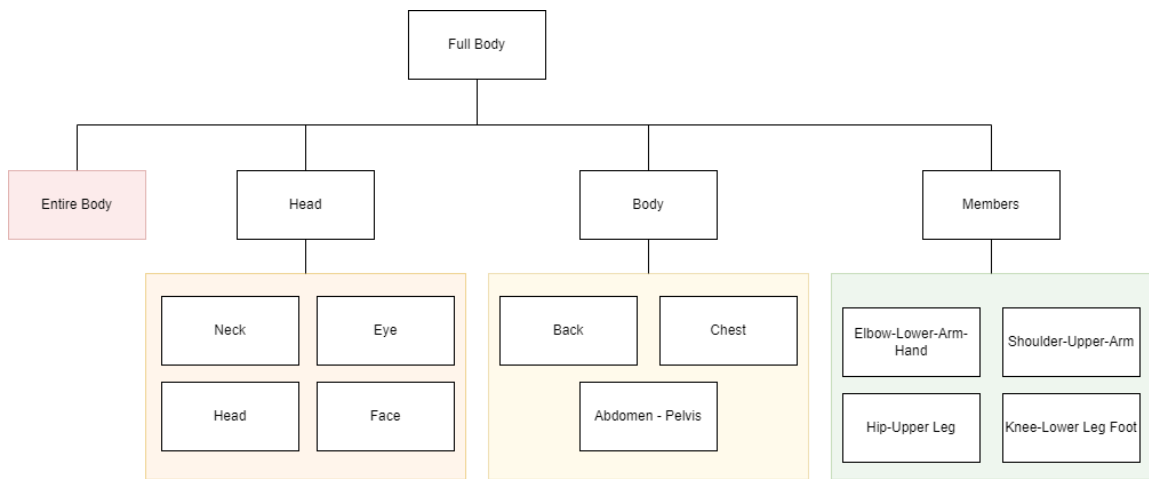 Full Body
Entire Body
Head
Body
Members
Neck
Eye
Head
Face
Back
Chest
Abdomen - Pelvis
Elbow-Lower-Arm-
Hand
Shoulder-Upper-Arm
Hip-Upper Leg
Knee-Lower Leg Foot